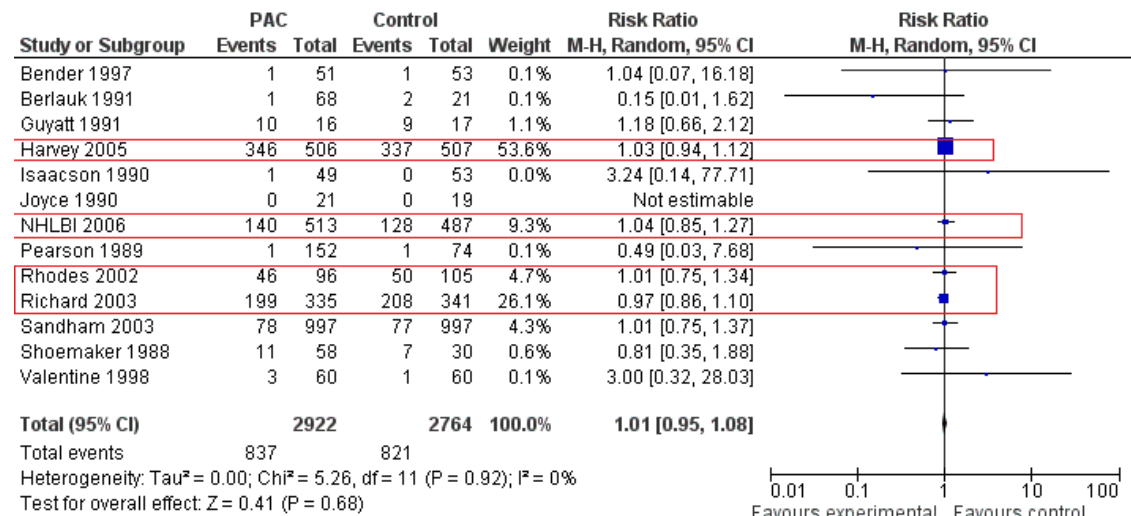 PAC Control Risk Ratio Risk Ratio
Study or Subgroup Events Total Events Total Weight M-H, Random, 95% CI M-H, Random, 95% CI
Bender 1997 1 51 1 53 0.1% 1.04 [0.07, 16.18]
Berlauk 1991 1 68 2 21 0.1% 0.15 [0.01, 1.62]
Guyatt 1991 10 16 9 17 1.1% 1.18 [0.66, 2.12]
Harvey 2005 346 506 337 507 53.6% 1.03 [0.94, 1.12]
Isaacson 1990 1 49 0 53 0.0% 3.24 [0.14, 77.71]
Joyce 1990 0 21 0 19 Not estimable
NHLBI 2006 140 513 128 487 9.3% 1.04 [0.85, 1.27]
Pearson 1989 1 152 1 74 0.1% 0.49 [0.03, 7.68]
Rhodes 2002 46 96 50 105 4.7% 1.01 [0.75, 1.34]
Richard 2003 199 335 208 341 26.1% 0.97 [0.86, 1.10]
Sandham 2003 78 997 77 997 4.3% 1.01 [0.75, 1.37]
Shoemaker 1988 11 58 7 30 0.6% 0.81 [0.35, 1.88]
Valentine 1998 3 60 1 60 0.1% 3.00 [0.32, 28.03]
Total (95% CI) 2922 2764 100.0% 1.01 [0.95, 1.08]
Total events 837 821
Heterogeneity: Tau² = 0.00; Chi² = 5.26, df = 11 (P = 0.92); I² = 0%
Test for overall effect: Z = 0.41 (P = 0.68)
0.01 0.1 1 10 100
Favours experimental Favours control